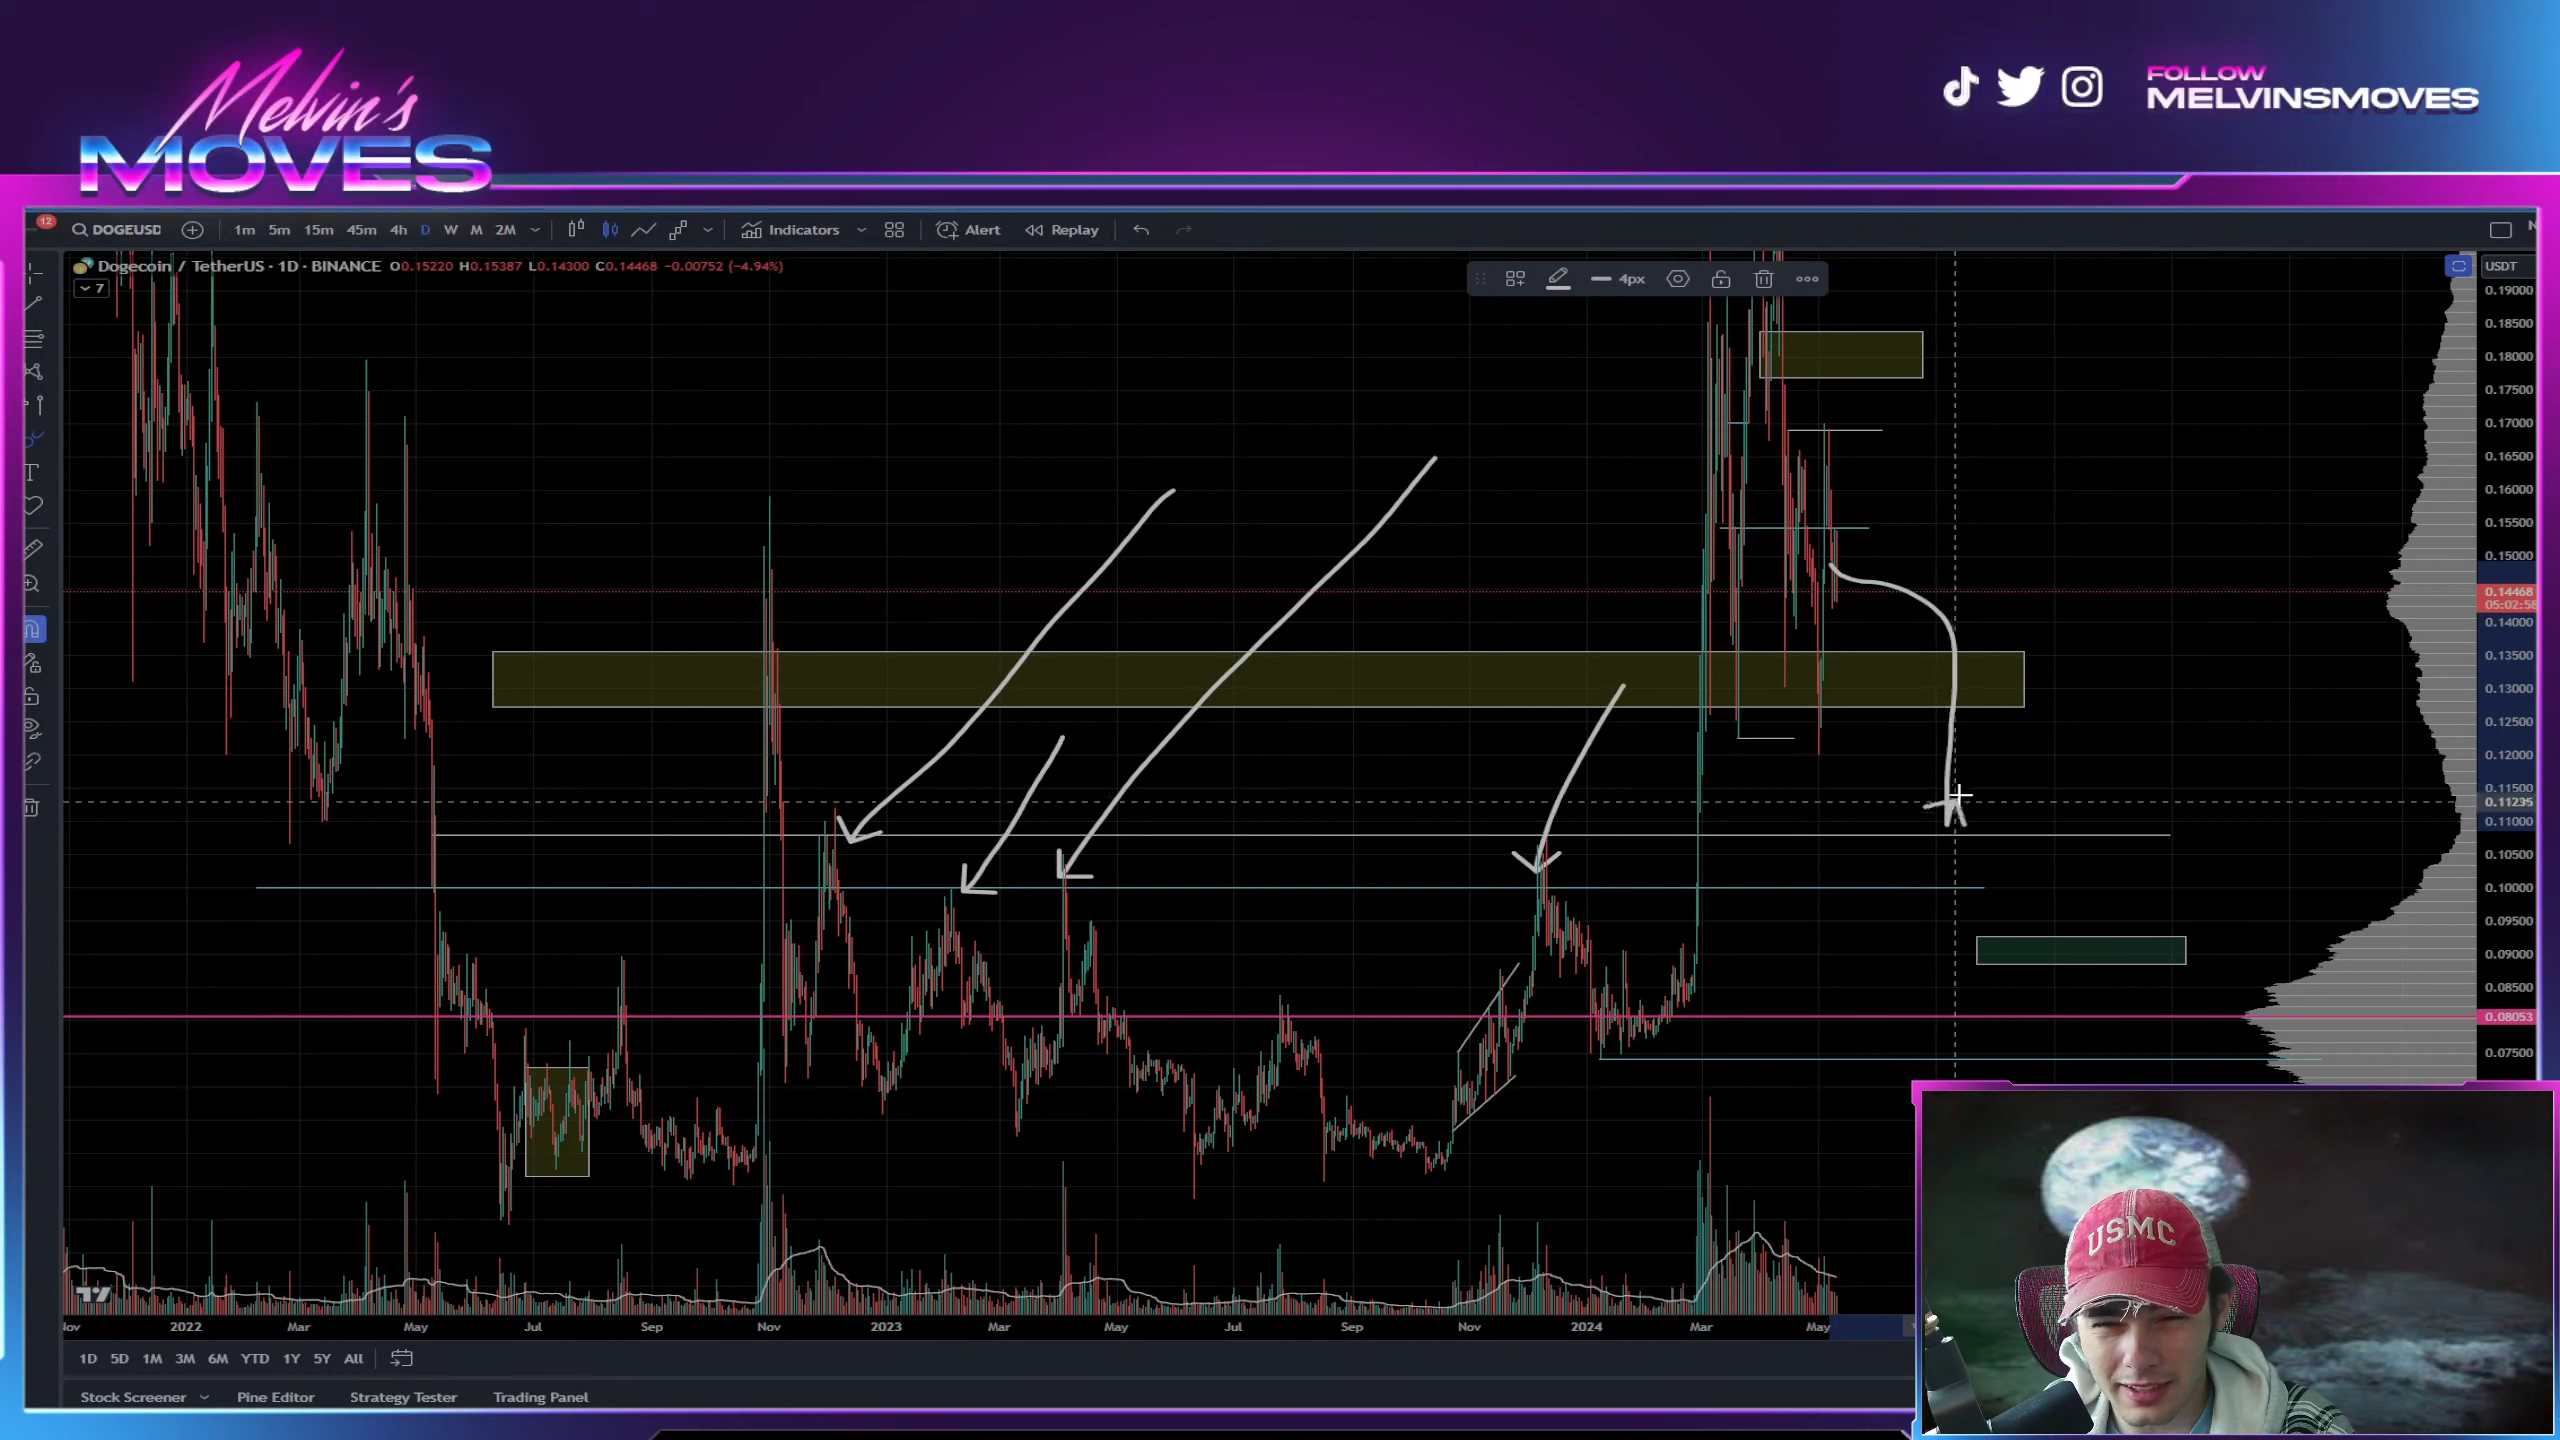 Melvin's
MOVES
FOLLOW
MELVINSMOVES
12
DOGEUSD
1m 5m 15m 45m 4h D W M 2M
Indicators
Alert
Replay
Dogecoin / TetherUS · 1D · BINANCE O0.15220 H0.15387 L0.14300 C0.14468 −0.00752 (−4.94%)
7
4px
USDT
0.19000
0.18500
0.18000
0.17500
0.17000
0.16500
0.16000
0.15500
0.15000
0.14468
05:02:58
0.14000
0.13500
0.13000
0.12500
0.12000
0.11500
0.11235
0.11000
0.10500
0.10000
0.09500
0.09000
0.08500
0.08053
0.07500
2022 Mar May Jul Sep Nov 2023 Mar May Jul Sep Nov 2024 Mar May
1D 5D 1M 3M 6M YTD 1Y 5Y All
Stock Screener Pine Editor Strategy Tester Trading Panel
USMC